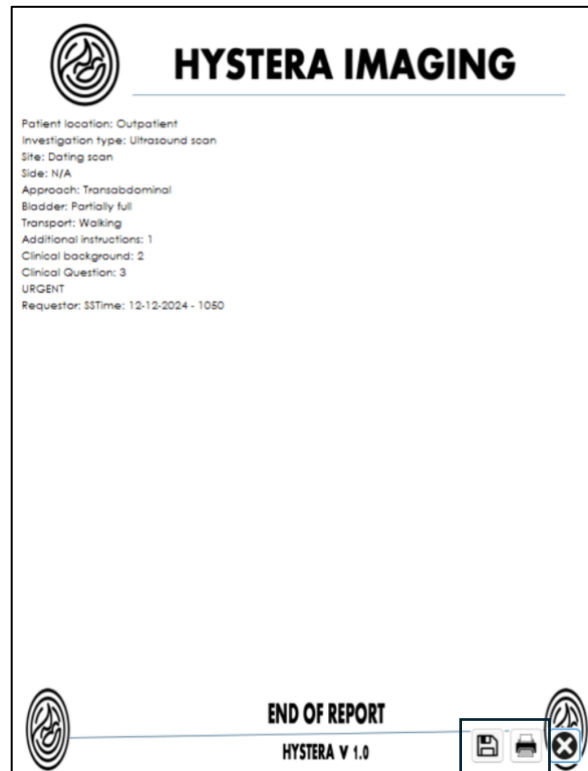 HYSTERA IMAGING
Patient location: Outpatient
Investigation type: Ultrasound scan
Site: Dating scan
Side: N/A
Approach: Transabdominal
Bladder: Partially full
Transport: Walking
Additional instructions: 1
Clinical background: 2
Clinical Question: 3
URGENT
Requestor: SSTime: 12-12-2024 - 1050
END OF REPORT
HYSTERA V 1.0